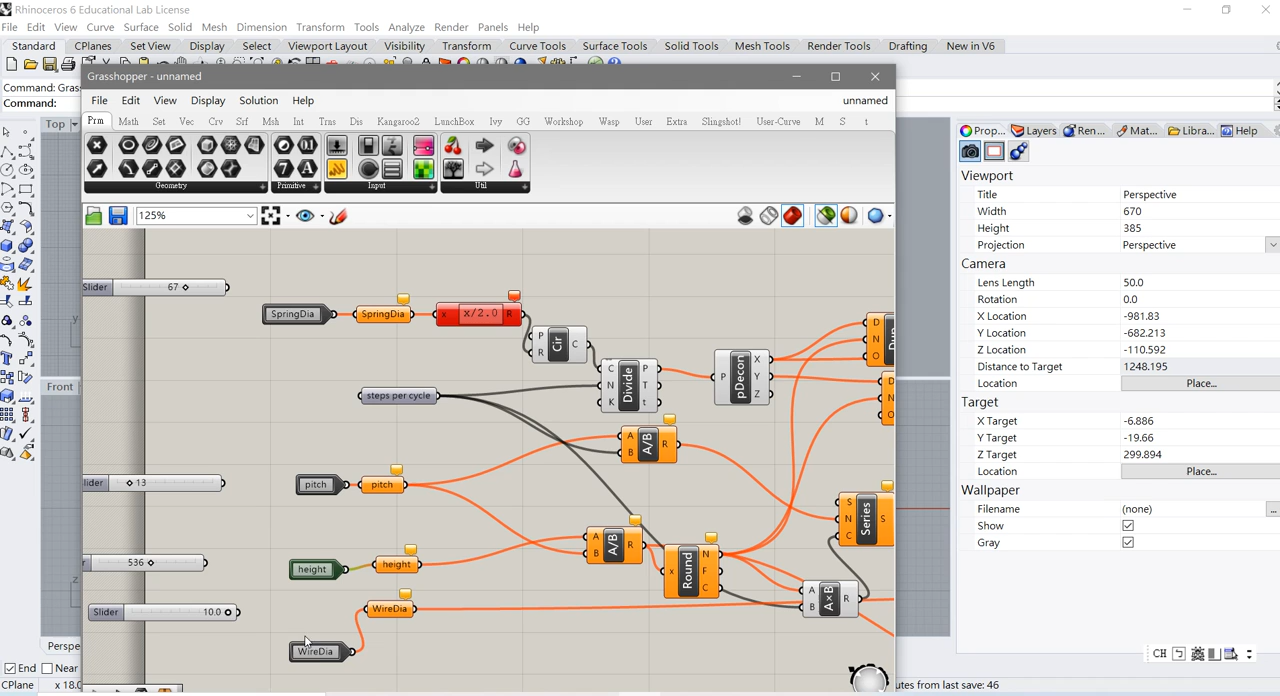 Rhinoceros 6 Educational Lab License
File Edit View Curve Surface Solid Mesh Dimension Transform Tools Analyze Render Panels Help
Standard CPlanes Set View Display Select Viewport Layout Visibility Transform Curve Tools Surface Tools Solid Tools Mesh Tools Render Tools Drafting New in V6
Command: Gras
Command:
Top
Grasshopper - unnamed
File Edit View Display Solution Help unnamed
Prm Math Set Vec Crv Srf Msh Int Trns Dis Kangaroo2 LunchBox Ivy GG Workshop Wasp User Extra Slingshot! User-Curve M S t
Geometry Primitive Input Util
125%
Slider 67
SpringDia SpringDia x x/2.0 R
P R Cir C
C N K Divide P T t
P pDecon X Y Z
D N O
D N O
steps per cycle
A B A/B R
pitch pitch
lider 13
S N C Series S
A B A/B R
x Round N F C
A B A×B R
r 536
height height
Slider 10.0
WireDia
WireDia
Front
Perspe
End Near
CPlane x 18.0
utes from last save: 46
Prop... Layers Ren... Mat... Libra... Help
Viewport
Title Perspective
Width 670
Height 385
Projection Perspective
Camera
Lens Length 50.0
Rotation 0.0
X Location -981.83
Y Location -682.213
Z Location -110.592
Distance to Target 1248.195
Location Place...
Target
X Target -6.886
Y Target -19.66
Z Target 299.894
Location Place...
Wallpaper
Filename (none) ...
Show
Gray
CH